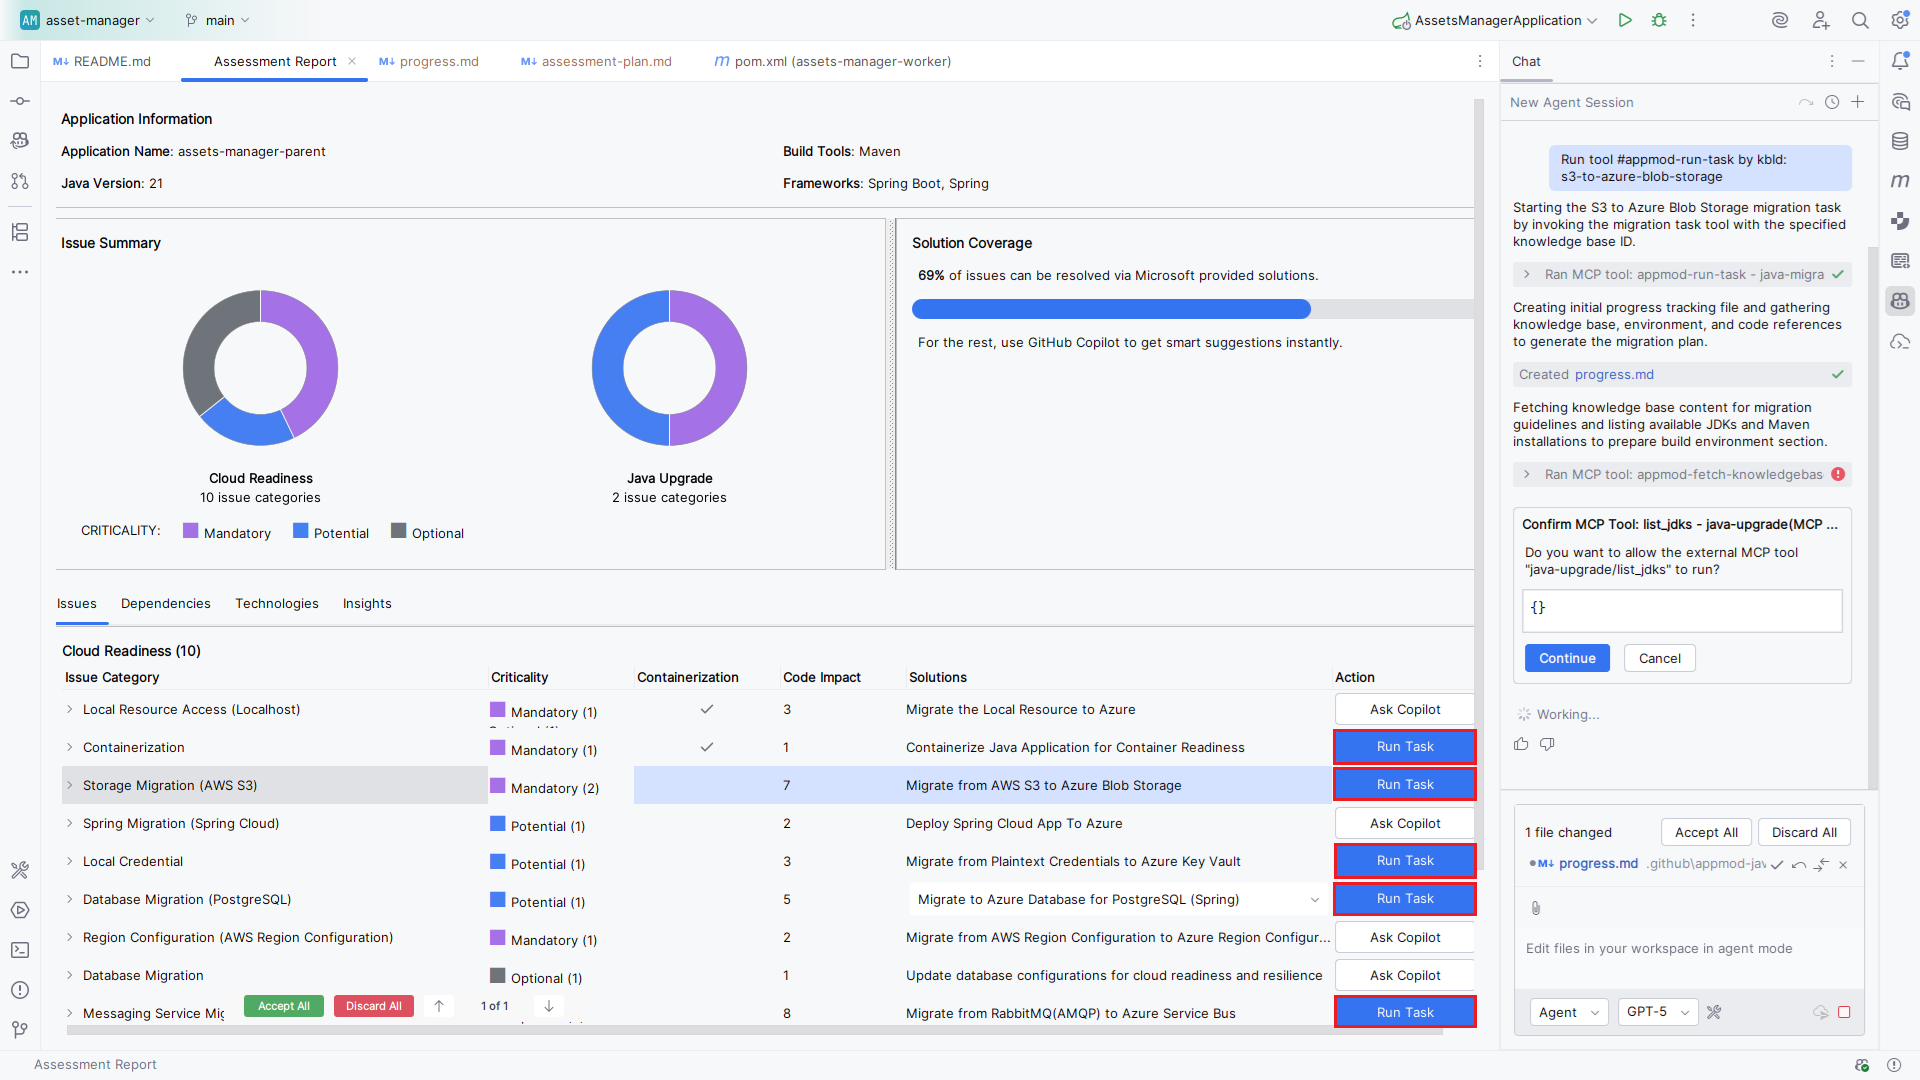 AM asset-manager
main
AssetsManagerApplication
README.md
Assessment Report
progress.md
assessment-plan.md
pom.xml (assets-manager-worker)
Application Information
Application Name: assets-manager-parent
Build Tools: Maven
Java Version: 21
Frameworks: Spring Boot, Spring
Issue Summary
Cloud Readiness
10 issue categories
Java Upgrade
2 issue categories
CRITICALITY:
Mandatory
Potential
Optional
Solution Coverage
69% of issues can be resolved via Microsoft provided solutions.
For the rest, use GitHub Copilot to get smart suggestions instantly.
Issues
Dependencies
Technologies
Insights
Cloud Readiness (10)
Issue Category Criticality Containerization Code Impact Solutions Action
Local Resource Access (Localhost) Mandatory (1) 3 Migrate the Local Resource to Azure Ask Copilot
Containerization Mandatory (1) 1 Containerize Java Application for Container Readiness Run Task
Storage Migration (AWS S3) Mandatory (2) 7 Migrate from AWS S3 to Azure Blob Storage Run Task
Spring Migration (Spring Cloud) Potential (1) 2 Deploy Spring Cloud App To Azure Ask Copilot
Local Credential Potential (1) 3 Migrate from Plaintext Credentials to Azure Key Vault Run Task
Database Migration (PostgreSQL) Potential (1) 5 Migrate to Azure Database for PostgreSQL (Spring) Run Task
Region Configuration (AWS Region Configuration) Mandatory (1) 2 Migrate from AWS Region Configuration to Azure Region Configur... Ask Copilot
Database Migration Optional (1) 1 Update database configurations for cloud readiness and resilience Ask Copilot
Messaging Service Mig 8 Migrate from RabbitMQ(AMQP) to Azure Service Bus Run Task
Accept All
Discard All
1 of 1
Assessment Report
Chat
New Agent Session
Run tool #appmod-run-task by kbId:
s3-to-azure-blob-storage
Starting the S3 to Azure Blob Storage migration task
by invoking the migration task tool with the specified
knowledge base ID.
Ran MCP tool: appmod-run-task - java-migra
Creating initial progress tracking file and gathering
knowledge base, environment, and code references
to generate the migration plan.
Created progress.md
Fetching knowledge base content for migration
guidelines and listing available JDKs and Maven
installations to prepare build environment section.
Ran MCP tool: appmod-fetch-knowledgebas
Confirm MCP Tool: list_jdks - java-upgrade(MCP ...
Do you want to allow the external MCP tool
"java-upgrade/list_jdks" to run?
{}
Continue
Cancel
Working...
1 file changed
Accept All
Discard All
progress.md .github\appmod-jav
Edit files in your workspace in agent mode
Agent
GPT-5